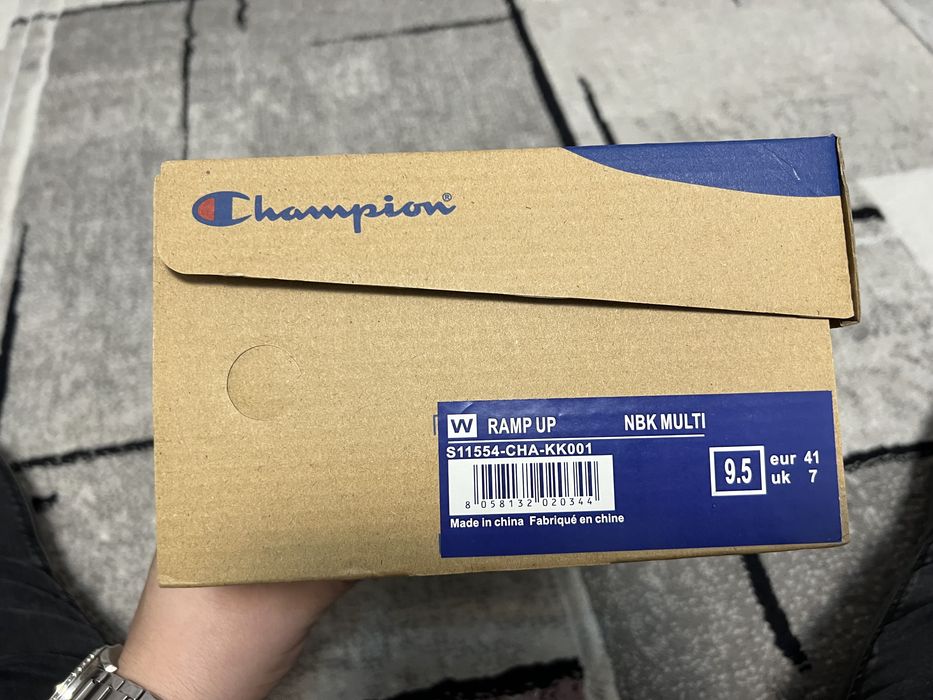 Champion®
W RAMP UP NBK MULTI
S11554-CHA-KK001
9.5 eur 41
uk 7
8 058132 020344
Made in china Fabriqué en chine